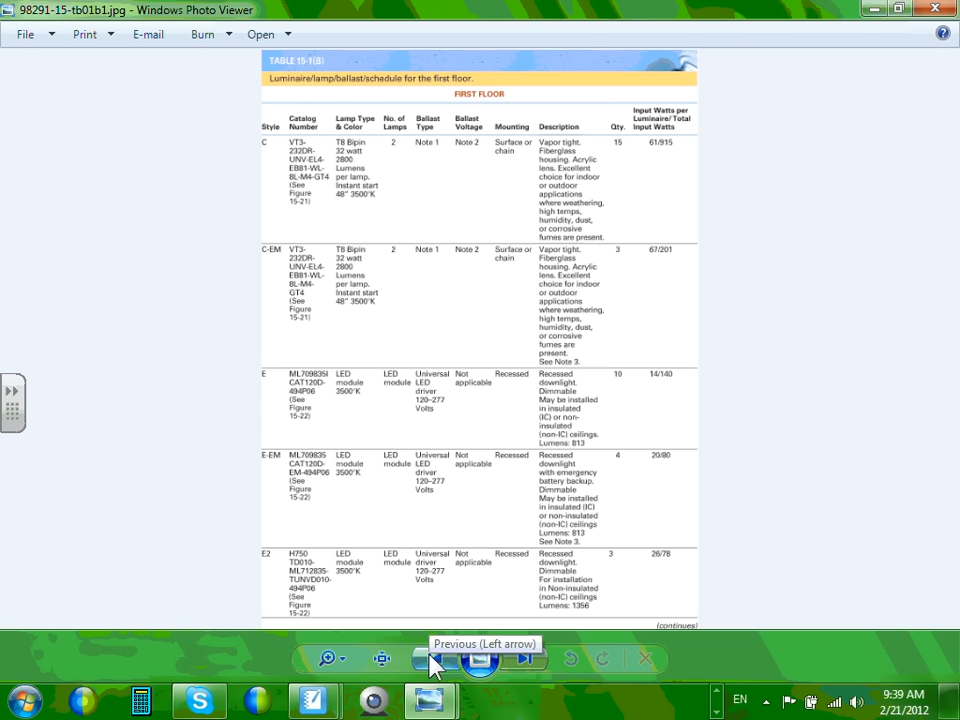 98291-15-tb01b1.jpg - Windows Photo Viewer
File Print E-mail Burn Open
TABLE 15-1(B)
Luminaire/lamp/ballast/schedule for the first floor.
FIRST FLOOR
Style
Catalog
Number
Lamp Type
& Color
No. of
Lamps
Ballast
Type
Ballast
Voltage
Mounting
Description
Qty.
Input Watts per
Luminaire/ Total
Input Watts
C
VT3-
232DR-
UNV-EL4-
EB81-WL-
8L-M4-GT4
(See
Figure
15-21)
T8 Bipin
32 watt
2800
Lumens
per lamp.
Instant start
48" 3500°K
2
Note 1
Note 2
Surface or
chain
Vapor tight.
Fiberglass
housing. Acrylic
lens. Excellent
choice for indoor
or outdoor
applications
where weathering,
high temps,
humidity, dust,
or corrosive
fumes are present.
15
61/915
C-EM
VT3-
232DR-
UNV-EL4-
EB81-WL-
8L-M4-
GT4
(See
Figure
15-21)
T8 Bipin
32 watt
2800
Lumens
per lamp.
Instant start
48" 3500°K
2
Note 1
Note 2
Surface or
chain
Vapor tight.
Fiberglass
housing. Acrylic
lens. Excellent
choice for indoor
or outdoor
applications
where weathering,
high temps,
humidity, dust,
or corrosive
fumes are
present.
See Note 3.
3
67/201
E
ML709835I
CAT120D-
494P06
(See
Figure
15-22)
LED
module
3500°K
LED
module
Universal
LED
driver
120–277
Volts
Not
applicable
Recessed
Recessed
downlight.
Dimmable
May be installed
in insulated
(IC) or non-
insulated
(non-IC) ceilings.
Lumens: 813
10
14/140
E-EM
ML709835
CAT120D-
EM-494P06
(See
Figure
15-22)
LED
module
3500°K
LED
module
Universal
LED
driver
120–277
Volts
Not
applicable
Recessed
Recessed
downlight
with emergency
battery backup.
Dimmable
May be installed
in insulated (IC)
or non-insulated
(non-IC) ceilings
Lumens: 813
See Note 3.
4
20/80
E2
H750
TD010-
ML712835-
TUNVD010-
494P06
(See
Figure
15-22)
LED
module
3500°K
LED
module
Universal
driver
120–277
Volts
Not
applicable
Recessed
Recessed
downlight.
Dimmable
For installation
in Non-insulated
(non-IC) ceilings
Lumens: 1356
3
26/78
(continues)
Previous (Left arrow)
EN
9:39 AM
2/21/2012